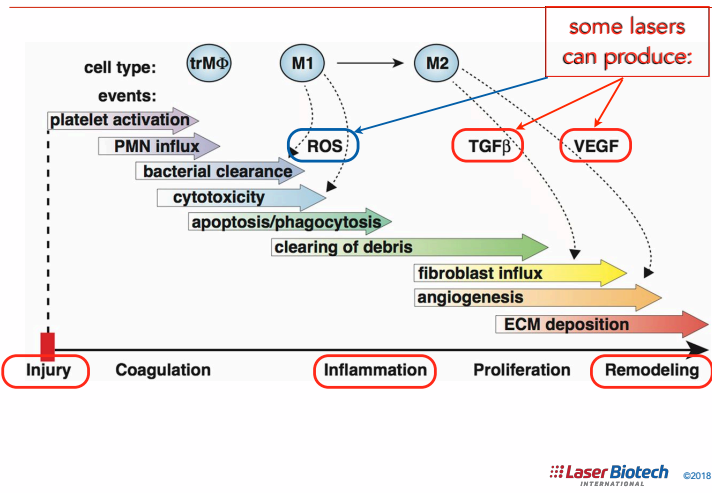 some lasers
can produce:
cell type:
trMΦ
M1
M2
events:
platelet activation
PMN influx
ROS
TGFβ
VEGF
bacterial clearance
cytotoxicity
apoptosis/phagocytosis
clearing of debris
fibroblast influx
angiogenesis
ECM deposition
Injury
Coagulation
Inflammation
Proliferation
Remodeling
Laser Biotech
INTERNATIONAL
©2018